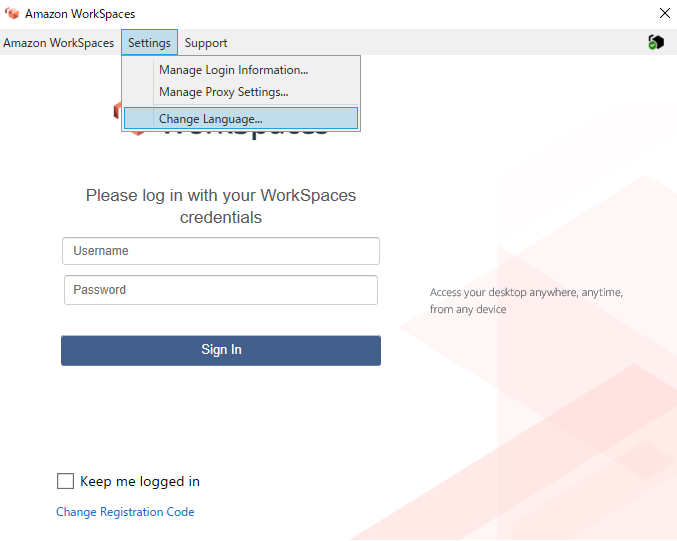 Amazon WorkSpaces
Amazon WorkSpaces Settings Support
Manage Login Information...
Manage Proxy Settings...
Change Language...
WorkSpaces
Please log in with your WorkSpaces
credentials
Username
Password
Access your desktop anywhere, anytime,
from any device
Sign In
Keep me logged in
Change Registration Code